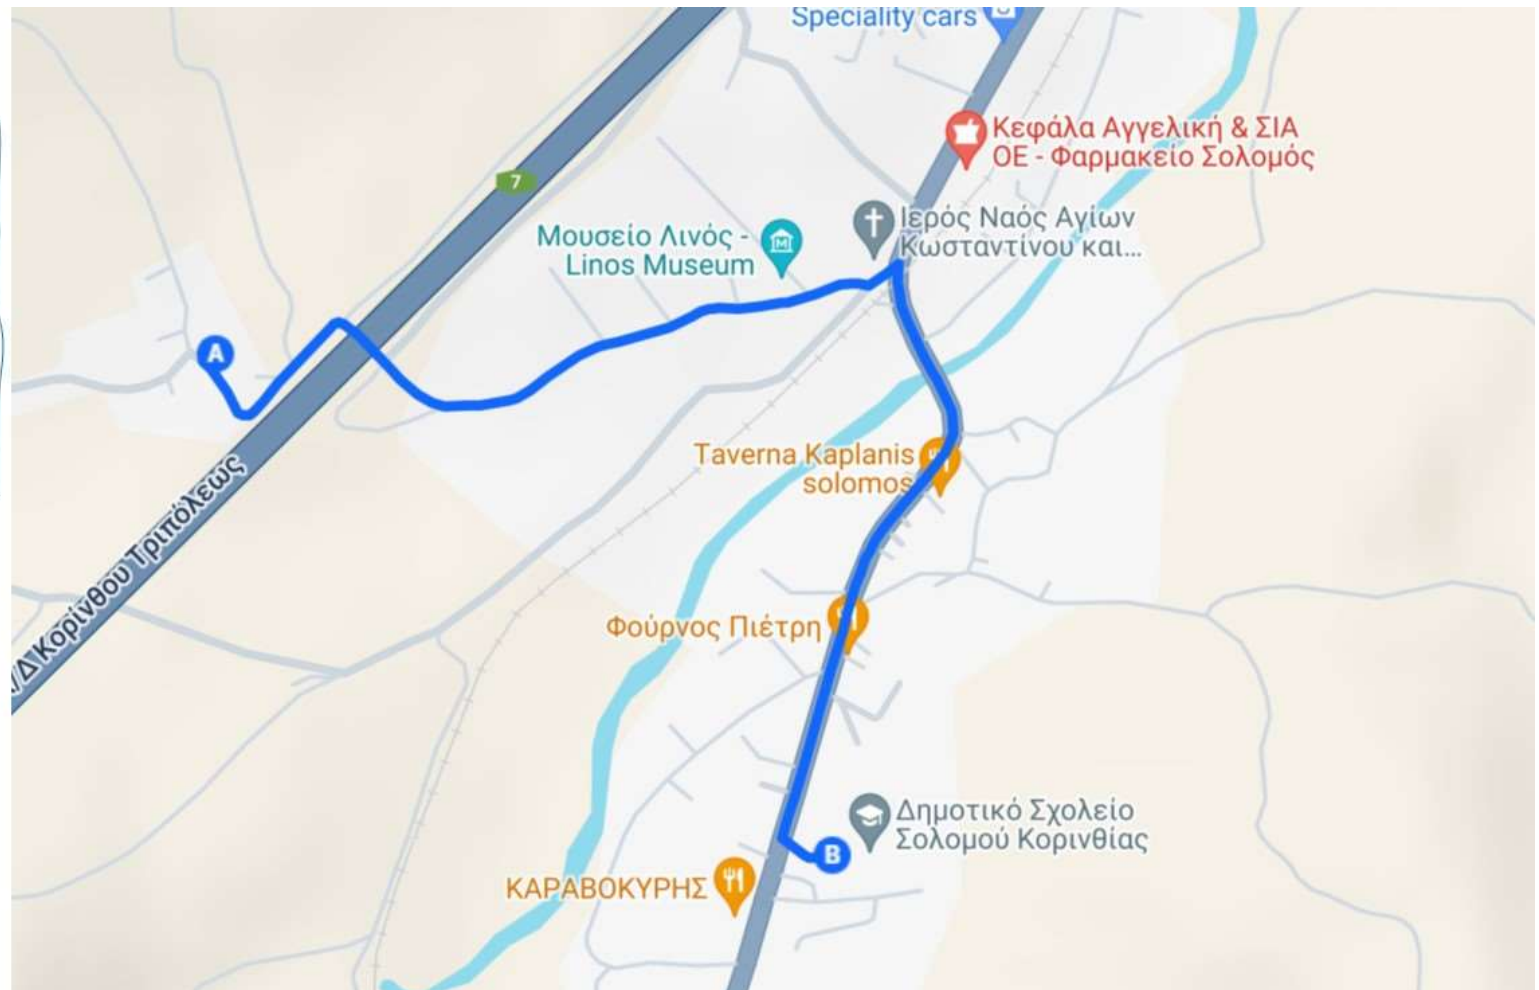 Speciality cars
Κεφάλα Αγγελική & ΣΙΑ
ΟΕ - Φαρμακείο Σολομός
7
Ιερός Ναός Αγίων
Κωσταντίνου και...
Μουσείο Λινός -
Linos Museum
A
Taverna Kaplanis
solomos
/Δ Κορίνθου Τριπόλεως
Φούρνος Πιέτρη
Δημοτικό Σχολείο
Σολομού Κορινθίας
B
ΚΑΡΑΒΟΚΥΡΗΣ